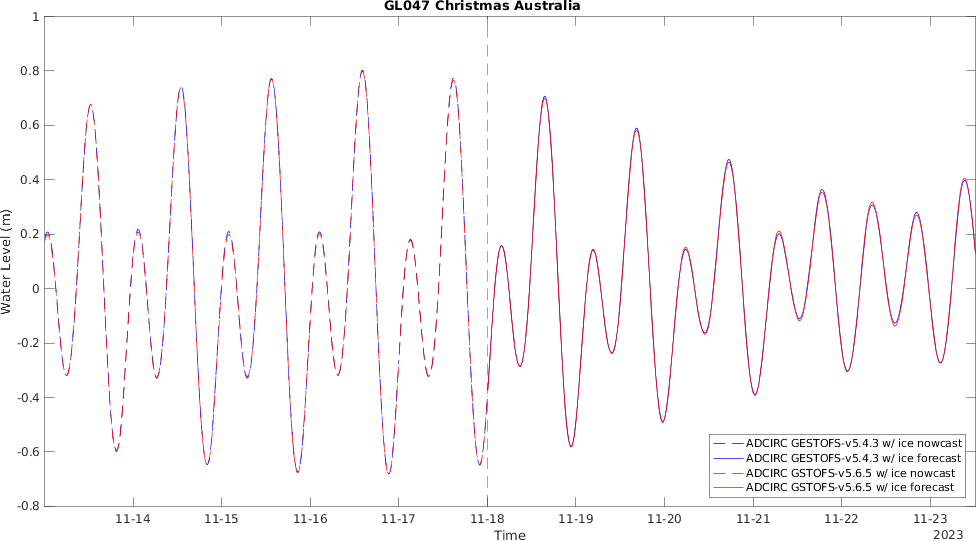 GL047 Christmas Australia
1
0.8
0.6
0.4
0.2
0
-0.2
-0.4
-0.6
-0.8
Water Level (m)
11-14 11-15 11-16 11-17 11-18 11-19 11-20 11-21 11-22 11-23
Time
2023
ADCIRC GESTOFS-v5.4.3 w/ ice nowcast
ADCIRC GESTOFS-v5.4.3 w/ ice forecast
ADCIRC GSTOFS-v5.6.5 w/ ice nowcast
ADCIRC GSTOFS-v5.6.5 w/ ice forecast